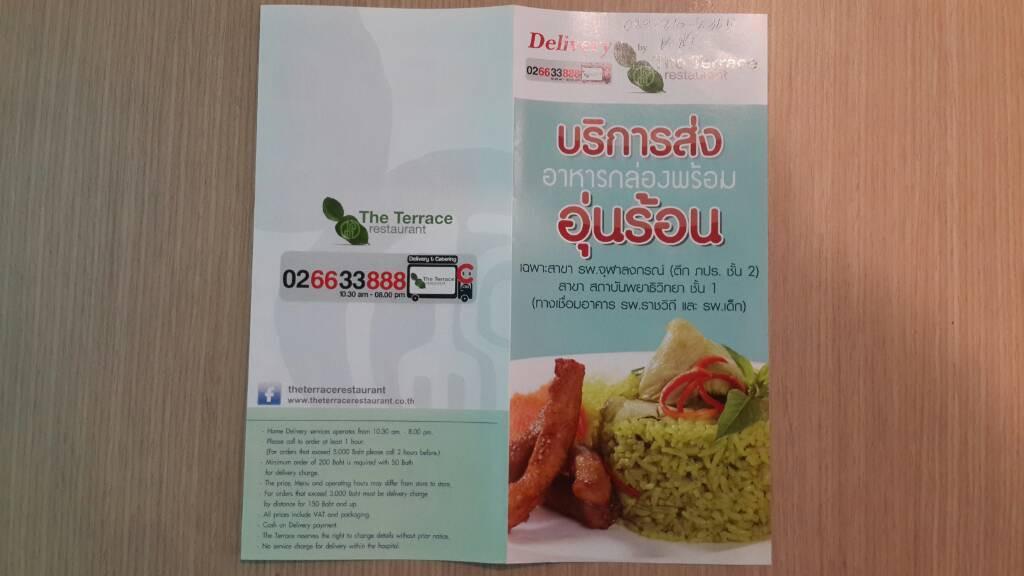 The Terrace
restaurant
Delivery & Catering
02 66 33 888
10.30 am - 08.00 pm
The Terrace
theterracerestaurant
www.theterracerestaurant.co.th
- Home Delivery services operates from 10.30 am. - 8.00 pm.
Please call to order at least 1 hour.
(For orders that exceed 3,000 Baht please call 2 hours before.)
- Minimum order of 200 Baht is required with 50 Bath
for delivery charge.
- The price, Menu and operating hours may differ from store to store.
- For orders that exceed 3,000 Baht must be delivery charge
by distance for 150 Baht and up.
- All prices include VAT and packaging.
- Cash on Delivery payment.
- The Terrace reserves the right to change details without prior notice.
- No service charge for delivery within the hospital.
Delivery by
The Terrace
restaurant
02 66 33 888
บริการส่ง
อาหารกล่องพร้อม
อุ่นร้อน
เฉพาะสาขา รพ.จุฬาลงกรณ์ (ตึก ภปร. ชั้น 2)
สาขา สถาบันพยาธิวิทยา ชั้น 1
(ทางเชื่อมอาคาร รพ.ราชวิถี และ รพ.เด็ก)